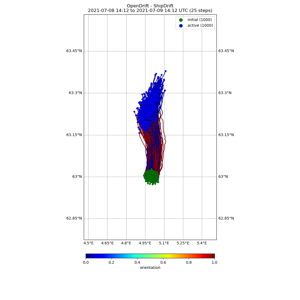 OpenDrift - ShipDrift
2021-07-08 14:12 to 2021-07-09 14:12 UTC (25 steps)
initial (1000)
active (1000)
63.45°N 63.45°N
63.3°N 63.3°N
63.15°N 63.15°N
63°N 63°N
62.85°N 62.85°N
4.5°E 4.65°E 4.8°E 4.95°E 5.1°E 5.25°E 5.4°E
0.0 0.2 0.4 0.6 0.8 1.0
orientation